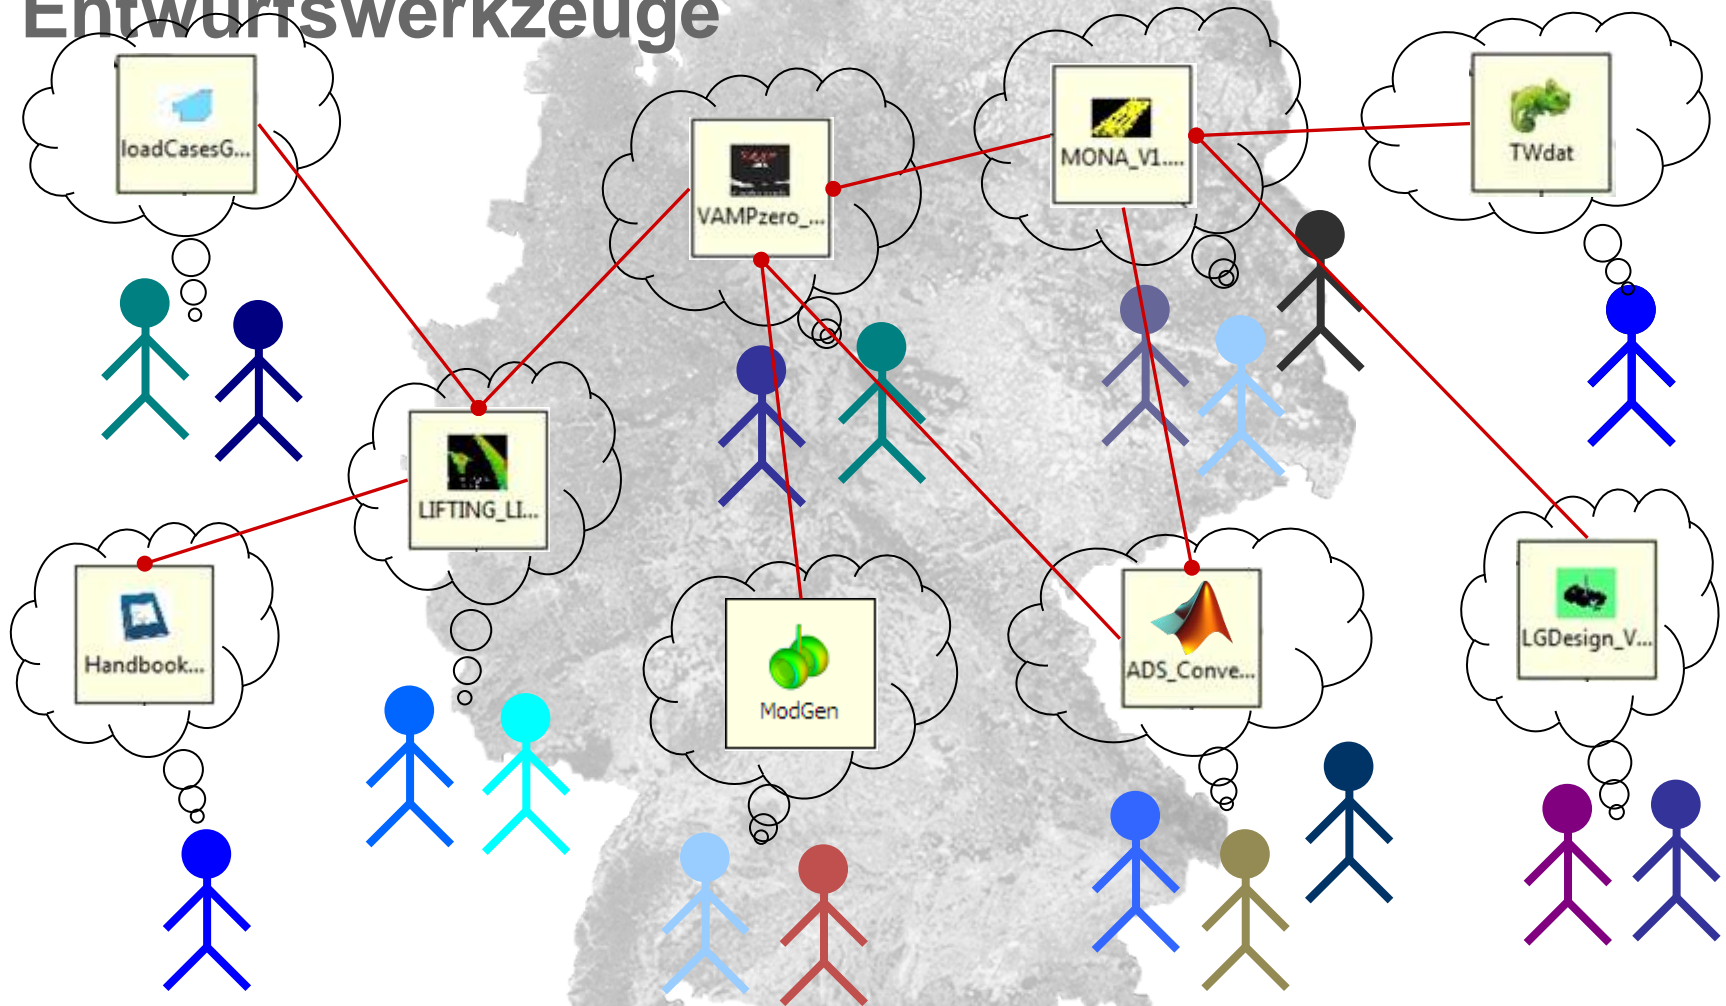 Entwurfswerkzeuge
loadCasesG...
VAMPzero_...
MONA_V1....
TWdat
LIFTING_LI...
Handbook...
ModGen
ADS_Conve...
LGDesign_V...